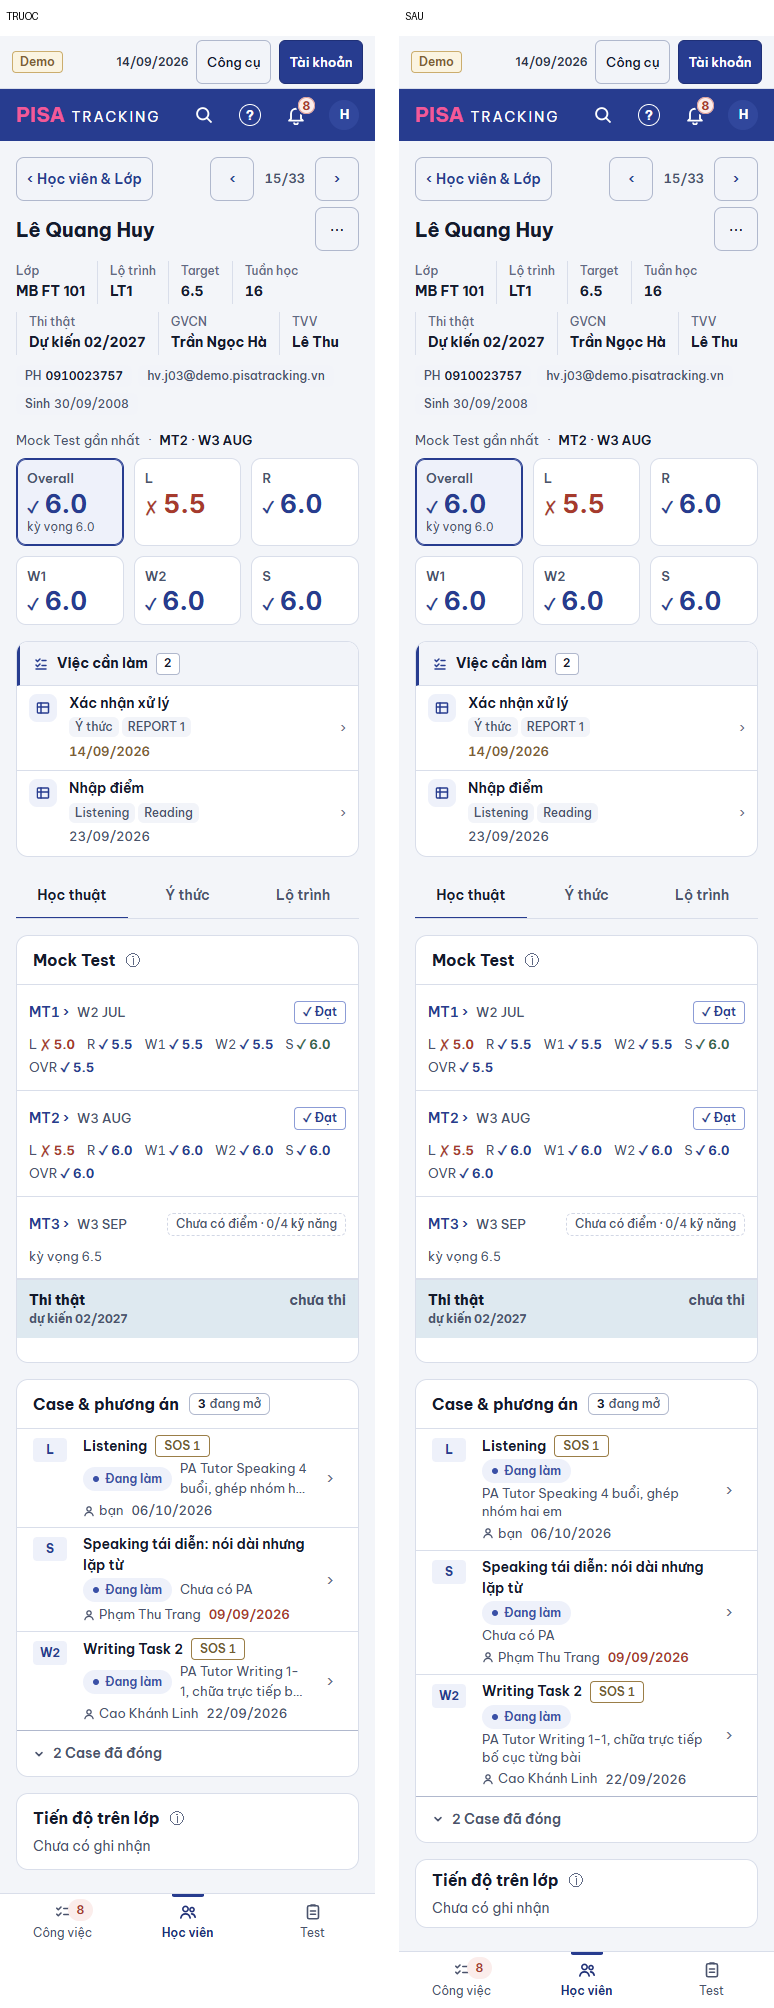 TRUOC
Demo 14/09/2026 Công cụ Tài khoản
PISA TRACKING 8 H
‹ Học viên & Lớp ‹ 15/33 ›
Lê Quang Huy ...
Lớp Lộ trình Target Tuần học
MB FT 101 LT1 6.5 16
Thi thật GVCN TVV
Dự kiến 02/2027 Trần Ngọc Hà Lê Thu
PH 0910023757 hv.j03@demo.pisatracking.vn
Sinh 30/09/2008
Mock Test gần nhất · MT2 · W3 AUG
Overall L R
✓ 6.0 ✗ 5.5 ✓ 6.0
kỳ vọng 6.0
W1 W2 S
✓ 6.0 ✓ 6.0 ✓ 6.0
Việc cần làm 2
Xác nhận xử lý
Ý thức REPORT 1 ›
14/09/2026
Nhập điểm
Listening Reading ›
23/09/2026
Học thuật Ý thức Lộ trình
Mock Test ⓘ
MT1 › W2 JUL ✓ Đạt
L ✗ 5.0 R ✓ 5.5 W1 ✓ 5.5 W2 ✓ 5.5 S ✓ 6.0
OVR ✓ 5.5
MT2 › W3 AUG ✓ Đạt
L ✗ 5.5 R ✓ 6.0 W1 ✓ 6.0 W2 ✓ 6.0 S ✓ 6.0
OVR ✓ 6.0
MT3 › W3 SEP Chưa có điểm · 0/4 kỹ năng
kỳ vọng 6.5
Thi thật chưa thi
dự kiến 02/2027
Case & phương án 3 đang mở
L Listening SOS 1
Đang làm PA Tutor Speaking 4
buổi, ghép nhóm h... ›
bạn 06/10/2026
S Speaking tái diễn: nói dài nhưng
lặp từ
Đang làm Chưa có PA ›
Phạm Thu Trang 09/09/2026
W2 Writing Task 2 SOS 1
Đang làm PA Tutor Writing 1-
1, chữa trực tiếp b... ›
Cao Khánh Linh 22/09/2026
2 Case đã đóng
Tiến độ trên lớp ⓘ
Chưa có ghi nhận
8
Công việc Học viên Test
SAU
Demo 14/09/2026 Công cụ Tài khoản
PISA TRACKING 8 H
‹ Học viên & Lớp ‹ 15/33 ›
Lê Quang Huy ...
Lớp Lộ trình Target Tuần học
MB FT 101 LT1 6.5 16
Thi thật GVCN TVV
Dự kiến 02/2027 Trần Ngọc Hà Lê Thu
PH 0910023757 hv.j03@demo.pisatracking.vn
Sinh 30/09/2008
Mock Test gần nhất · MT2 · W3 AUG
Overall L R
✓ 6.0 ✗ 5.5 ✓ 6.0
kỳ vọng 6.0
W1 W2 S
✓ 6.0 ✓ 6.0 ✓ 6.0
Việc cần làm 2
Xác nhận xử lý
Ý thức REPORT 1 ›
14/09/2026
Nhập điểm
Listening Reading ›
23/09/2026
Học thuật Ý thức Lộ trình
Mock Test ⓘ
MT1 › W2 JUL ✓ Đạt
L ✗ 5.0 R ✓ 5.5 W1 ✓ 5.5 W2 ✓ 5.5 S ✓ 6.0
OVR ✓ 5.5
MT2 › W3 AUG ✓ Đạt
L ✗ 5.5 R ✓ 6.0 W1 ✓ 6.0 W2 ✓ 6.0 S ✓ 6.0
OVR ✓ 6.0
MT3 › W3 SEP Chưa có điểm · 0/4 kỹ năng
kỳ vọng 6.5
Thi thật chưa thi
dự kiến 02/2027
Case & phương án 3 đang mở
L Listening SOS 1
Đang làm
PA Tutor Speaking 4 buổi, ghép ›
nhóm hai em
bạn 06/10/2026
S Speaking tái diễn: nói dài nhưng
lặp từ
Đang làm ›
Chưa có PA
Phạm Thu Trang 09/09/2026
W2 Writing Task 2 SOS 1
Đang làm
PA Tutor Writing 1-1, chữa trực tiếp ›
bố cục từng bài
Cao Khánh Linh 22/09/2026
2 Case đã đóng
Tiến độ trên lớp ⓘ
Chưa có ghi nhận
8
Công việc Học viên Test